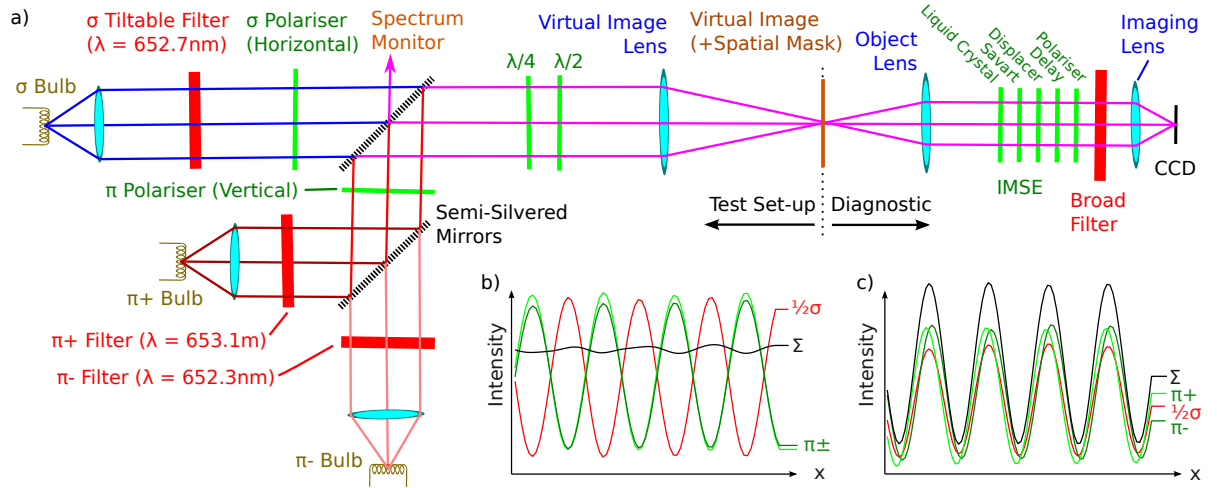 a)
σ Tiltable Filter
(λ = 652.7nm)
σ Polariser
(Horizontal)
Spectrum
Monitor
λ/4
λ/2
Virtual Image
Lens
Virtual Image
(+Spatial Mask)
Object
Lens
Liquid Crystal
Savart
Displacer
Delay
Polariser
Imaging
Lens
σ Bulb
CCD
IMSE
Broad
Filter
π Polariser (Vertical)
Semi-Silvered
Mirrors
Test Set-up
Diagnostic
π+ Bulb
π+ Filter (λ = 653.1m)
π- Filter (λ = 652.3nm)
π- Bulb
b)
Intensity
½σ
Σ
π±
x
c)
Intensity
Σ
π+
½σ
π-
x